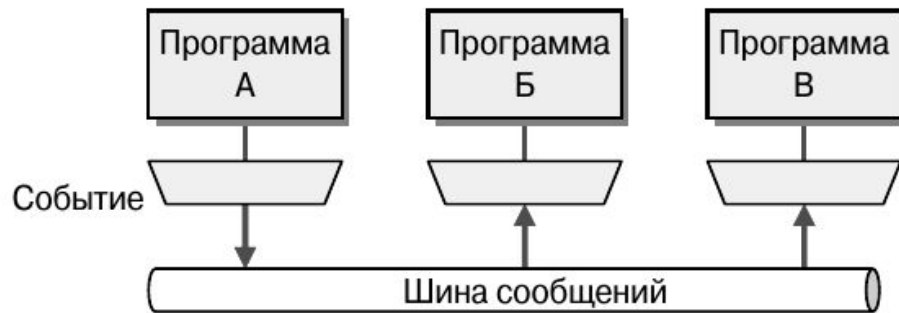 Программа
А
Программа
Б
Программа
В
Событие
Шина сообщений